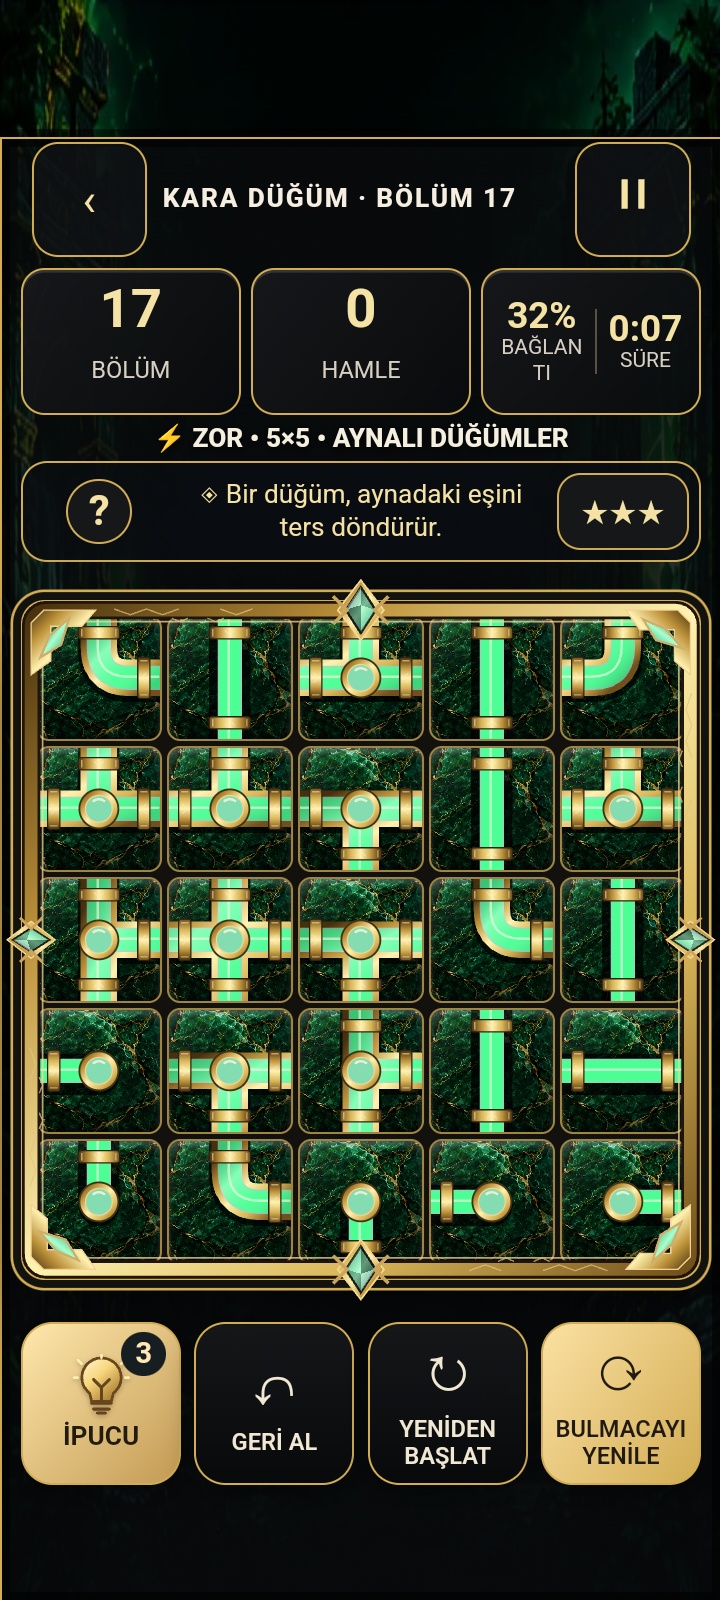 ‹
KARA DÜĞÜM · BÖLÜM 17
17
BÖLÜM
0
HAMLE
32%
BAĞLAN
TI
0:07
SÜRE
⚡ ZOR • 5×5 • AYNALI DÜĞÜMLER
?
◈ Bir düğüm, aynadaki eşini
ters döndürür.
★★★
3
İPUCU
GERİ AL
YENİDEN
BAŞLAT
BULMACAYI
YENİLE